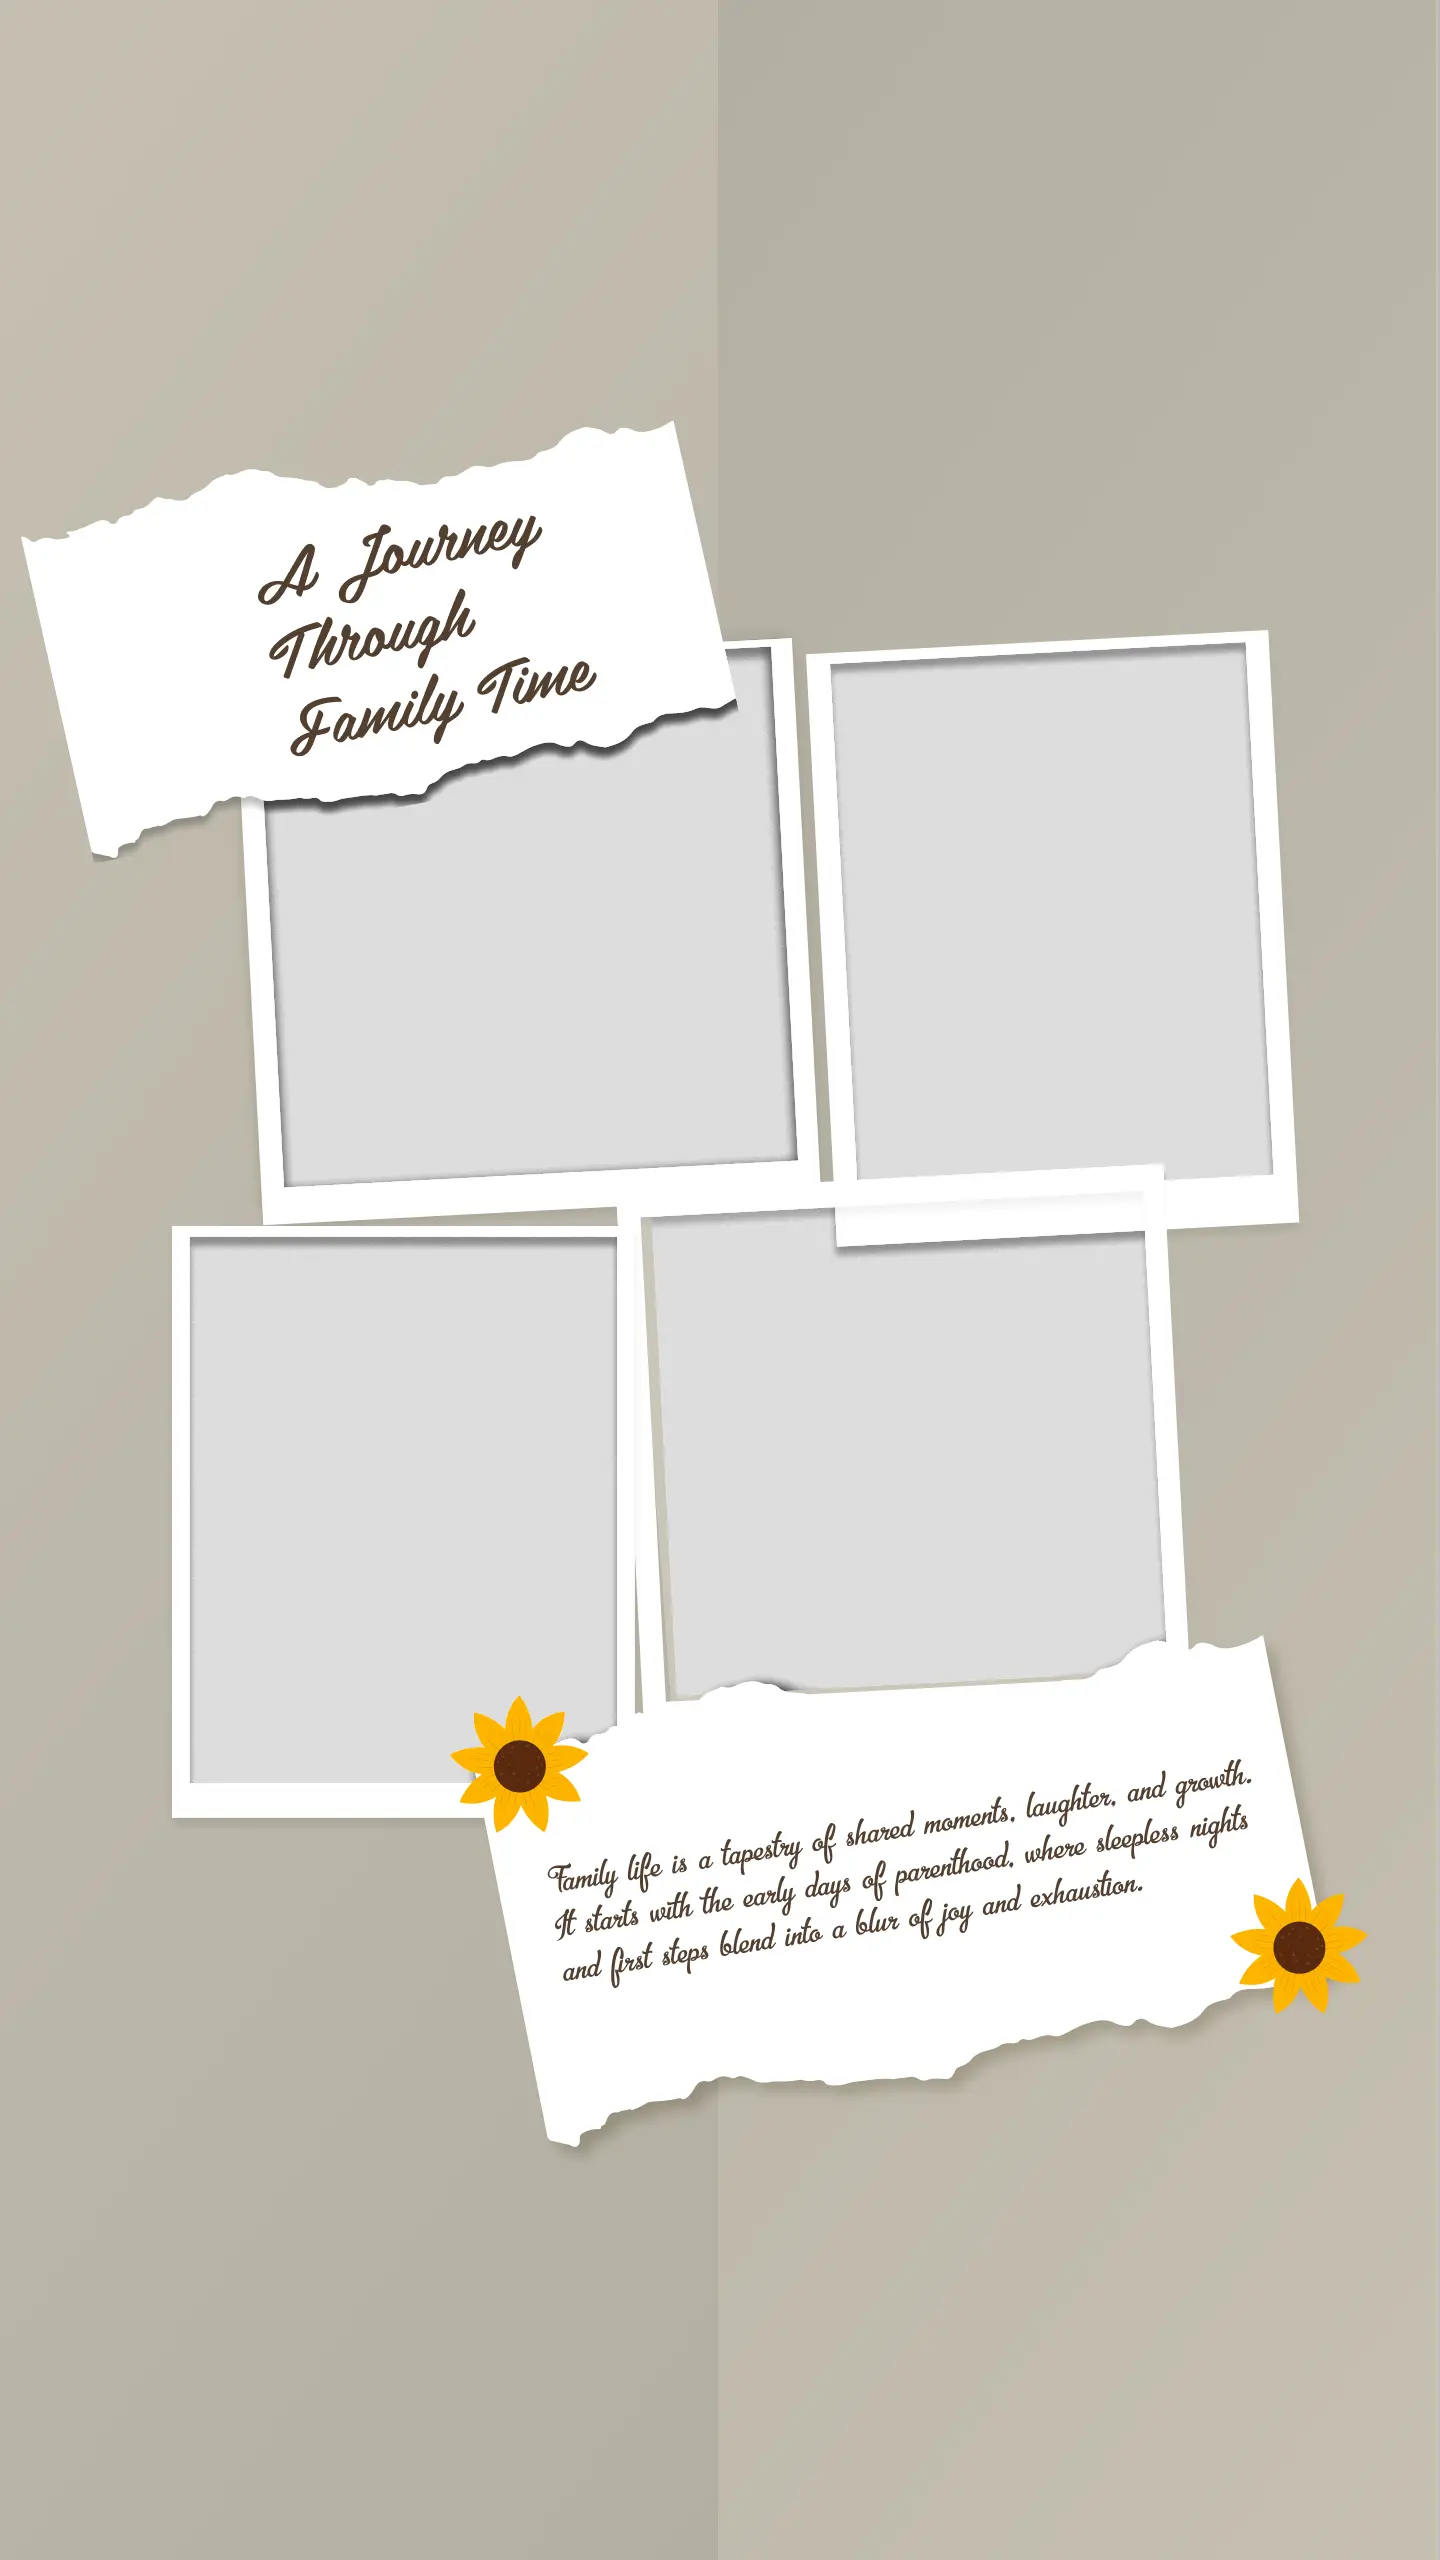 A Journey
Through
Family Time
Family life is a tapestry of shared moments, laughter, and growth.
It starts with the early days of parenthood, where sleepless nights
and first steps blend into a blur of joy and exhaustion.